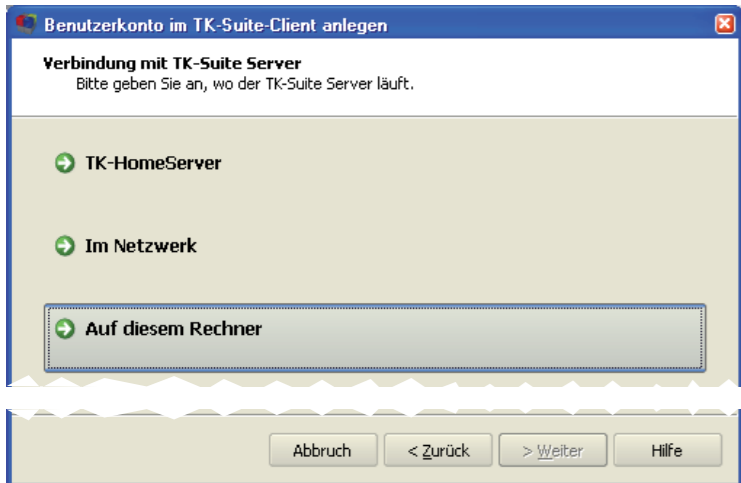 Benutzerkonto im TK-Suite-Client anlegen
Verbindung mit TK-Suite Server
Bitte geben Sie an, wo der TK-Suite Server läuft.
TK-HomeServer
Im Netzwerk
Auf diesem Rechner
Abbruch
< Zurück
> Weiter
Hilfe